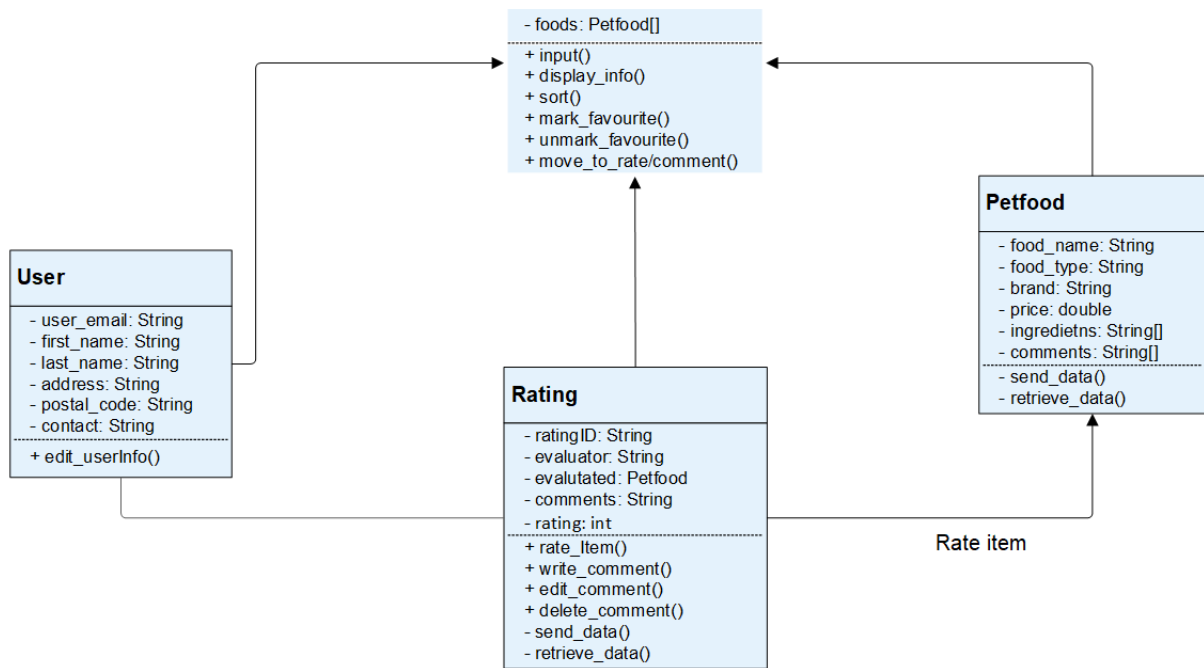 - foods: Petfood[]
+ input()
+ display_info()
+ sort()
+ mark_favourite()
+ unmark_favourite()
+ move_to_rate/comment()
User
- user_email: String
- first_name: String
- last_name: String
- address: String
- postal_code: String
- contact: String
+ edit_userInfo()
Rating
- ratingID: String
- evaluator: String
- evalutated: Petfood
- comments: String
- rating: int
+ rate_Item()
+ write_comment()
+ edit_comment()
+ delete_comment()
- send_data()
- retrieve_data()
Petfood
- food_name: String
- food_type: String
- brand: String
- price: double
- ingredietns: String[]
- comments: String[]
- send_data()
- retrieve_data()
Rate item